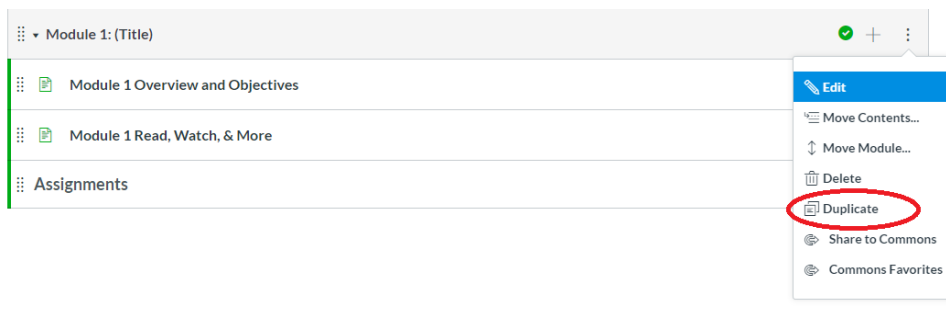 Module 1: (Title)
Module 1 Overview and Objectives
Module 1 Read, Watch, & More
Assignments
Edit
Move Contents...
Move Module...
Delete
Duplicate
Share to Commons
Commons Favorites